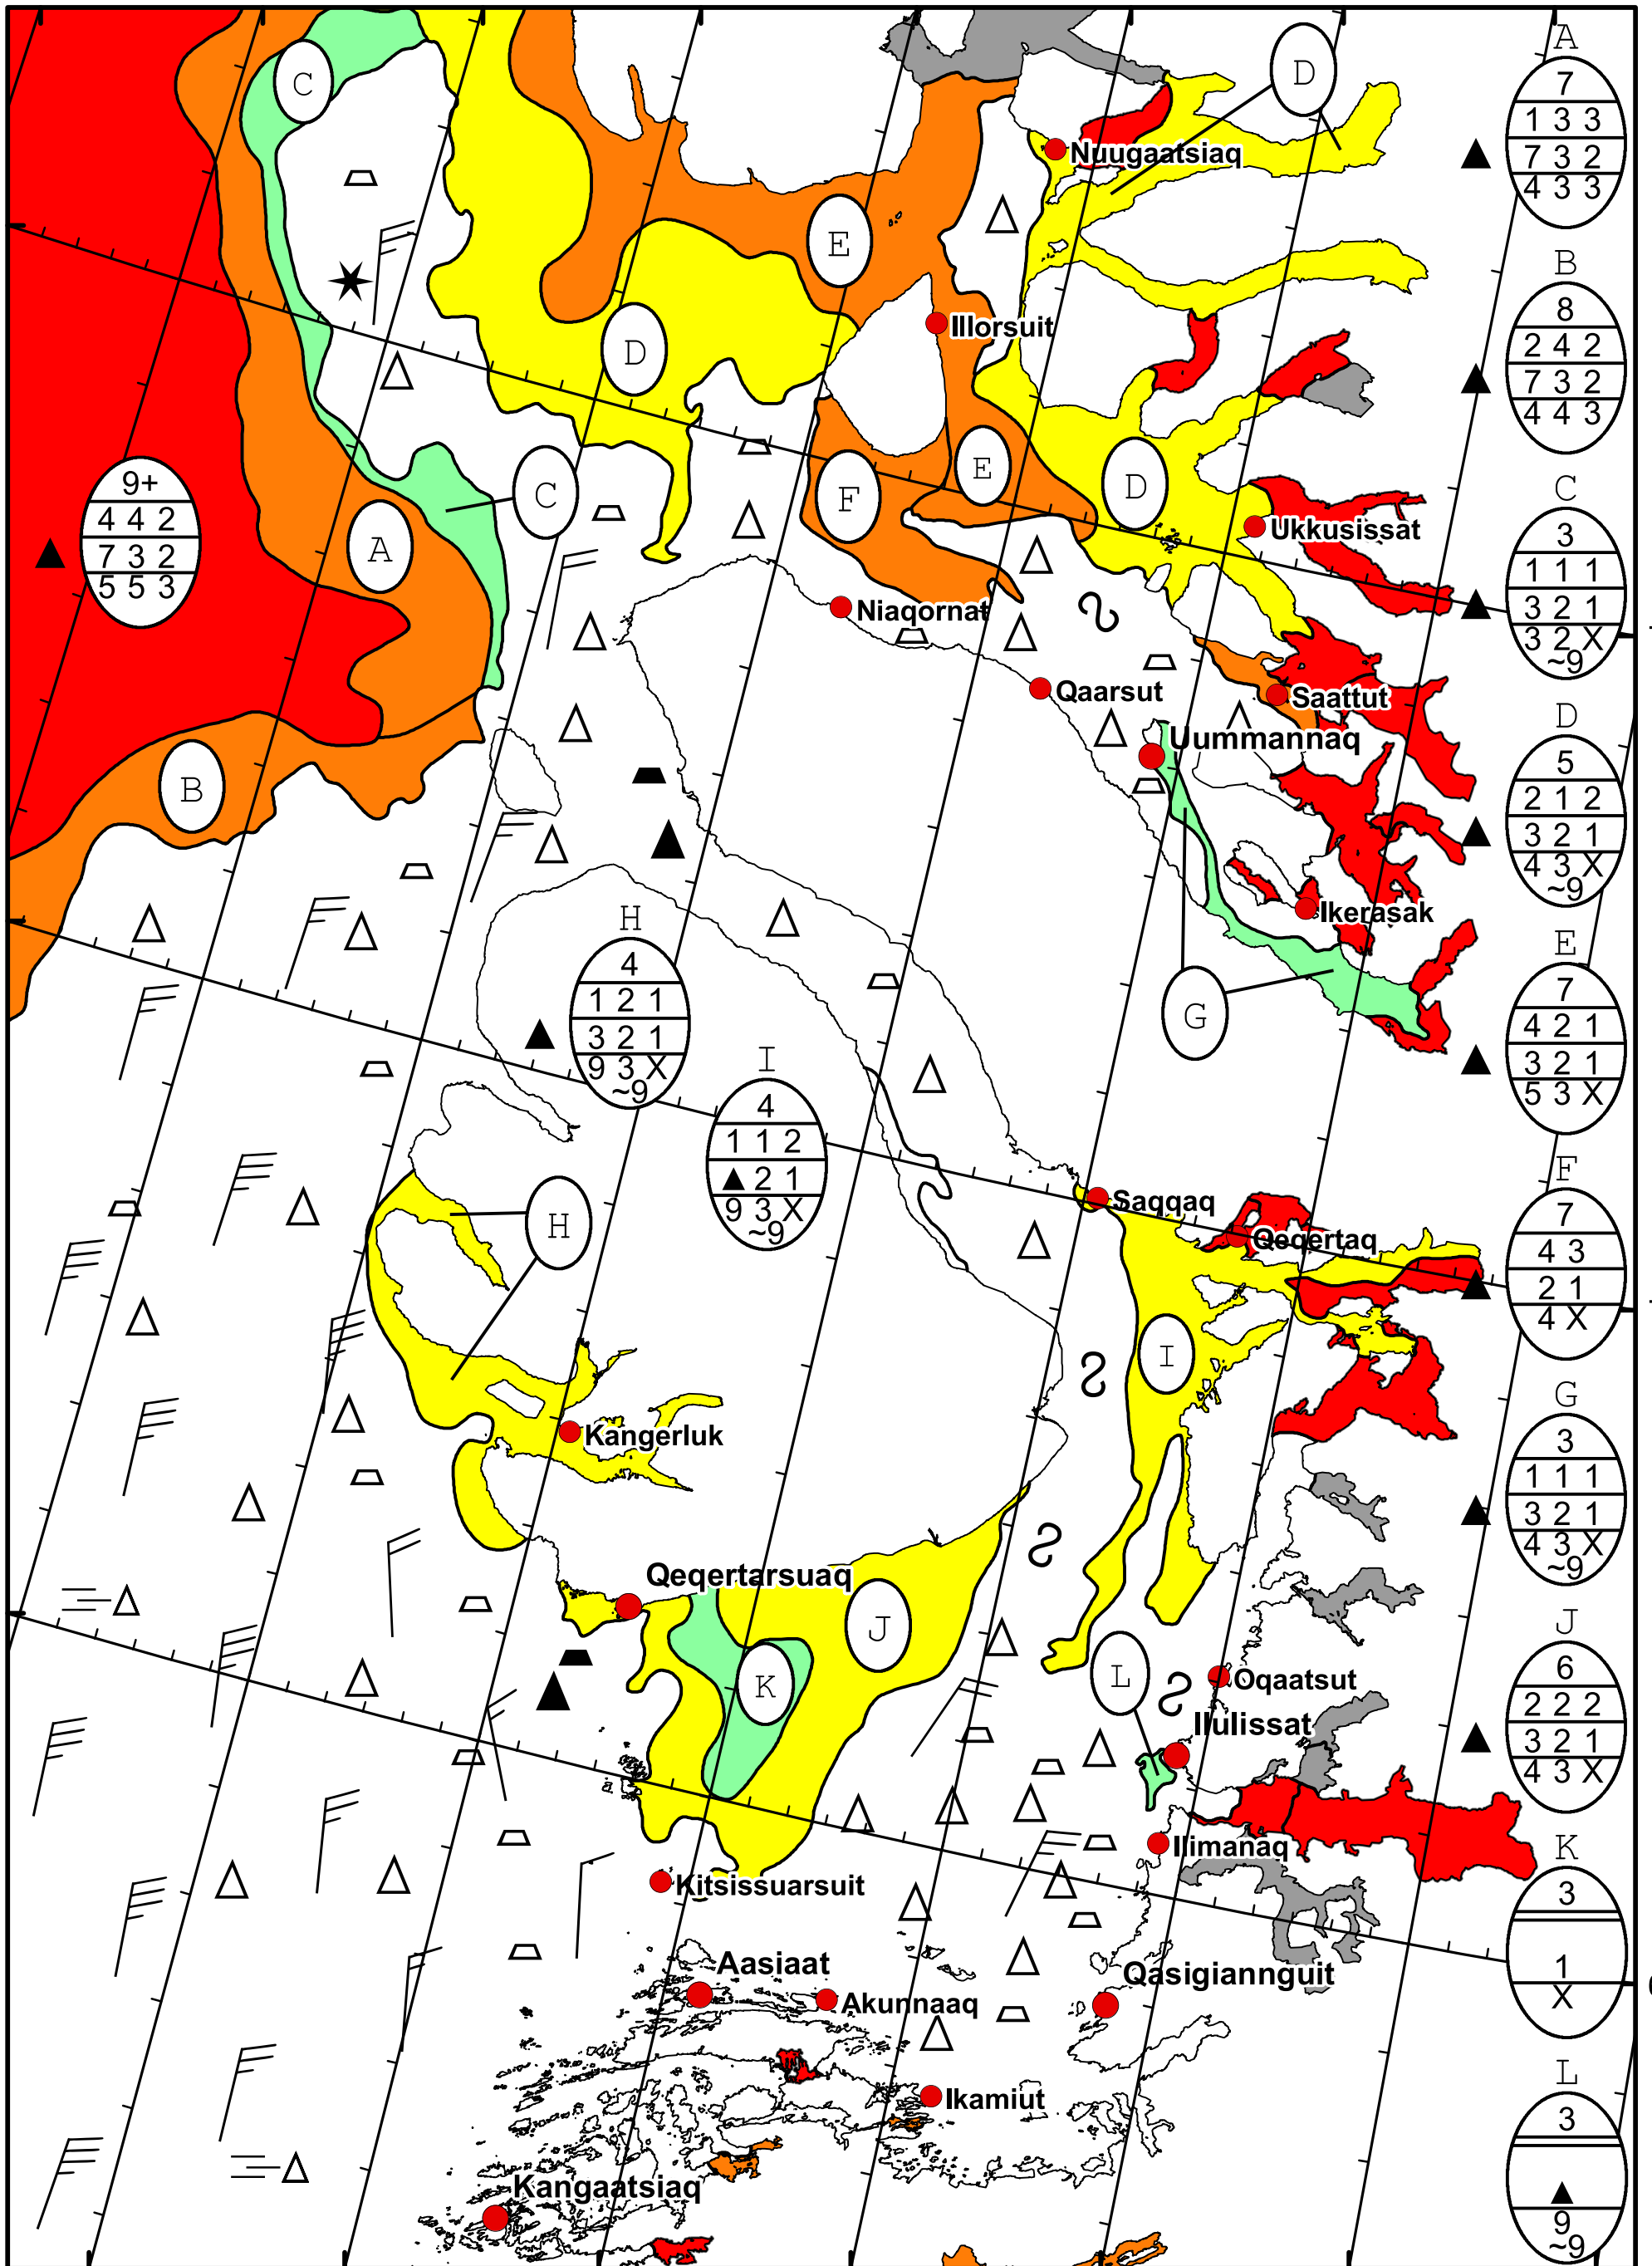 A
7
1 3 3
7 3 2
4 3 3
C
D
Nuugaatsiaq
E
B
8
2 4 2
7 3 2
4 4 3
Illorsuit
D
9+
4 4 2
7 3 2
5 5 3
A
C
F
E
D
Ukkusissat
C
3
1 1 1
3 2 1
3 2 X
~9
Niaqornat
Qaarsut
Saattut
Uummannaq
B
D
5
2 1 2
3 2 1
4 3 X
~9
Ikerasak
H
4
1 2 1
3 2 1
9 3 X
~9
G
E
7
4 2 1
3 2 1
5 3 X
I
4
1 1 2
▲ 2 1
9 3 X
~9
Saqqaq
Qeqertaq
H
F
7
4 3
2 1
4 X
I
Kangerluk
G
3
1 1 1
3 2 1
4 3 X
~9
Qeqertarsuaq
J
K
L
Oqaatsut
Ilulissat
J
6
2 2 2
3 2 1
4 3 X
Ilimanaq
Kitsissuarsuit
K
3
1
X
Aasiaat
Akunnaaq
Qasigiannguit
Ikamiut
L
3
▲
9
~9
Kangaatsiaq